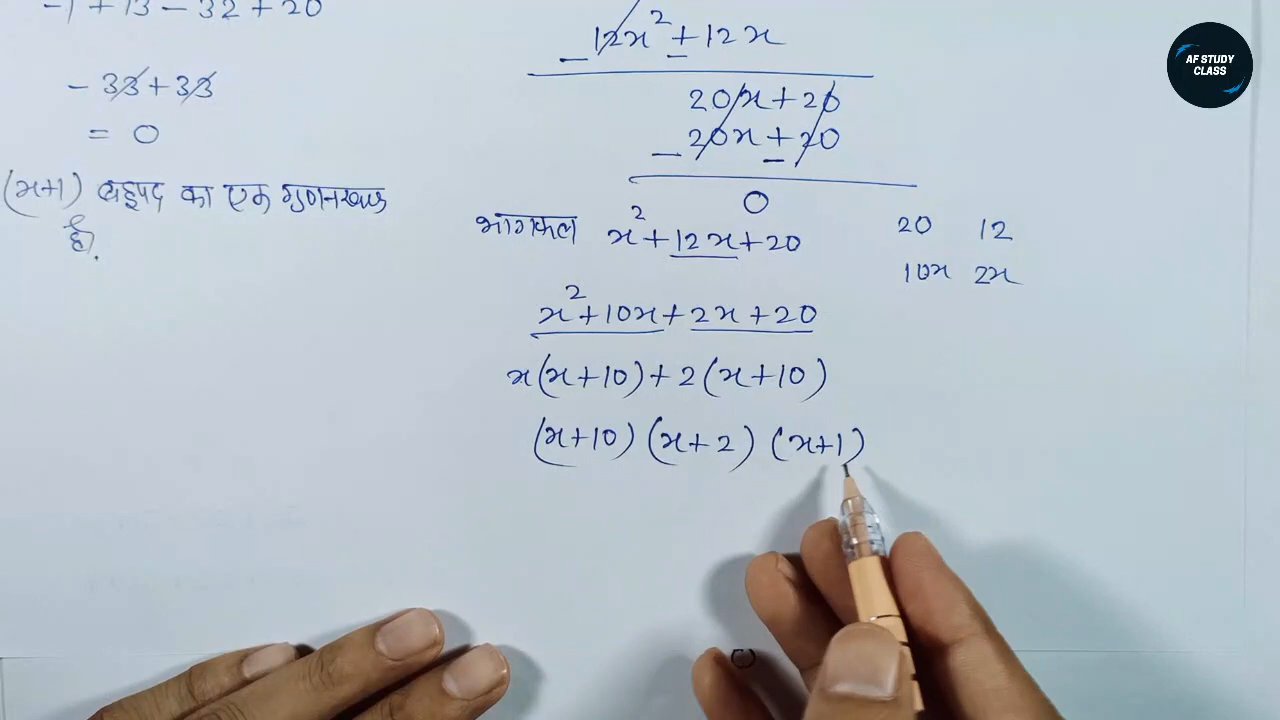 -1 + 13 - 32 + 20
- 33 + 33
= 0
(x+1) बहुपद का एक गुणनखण्ड
है.
12x² + 12x
20x + 20
20x + 20
0
भागफल x² + 12x + 20
20 12
10x 2x
x² + 10x + 2x + 20
x(x+10) + 2(x+10)
(x+10) (x+2) (x+1)
AF STUDY
CLASS